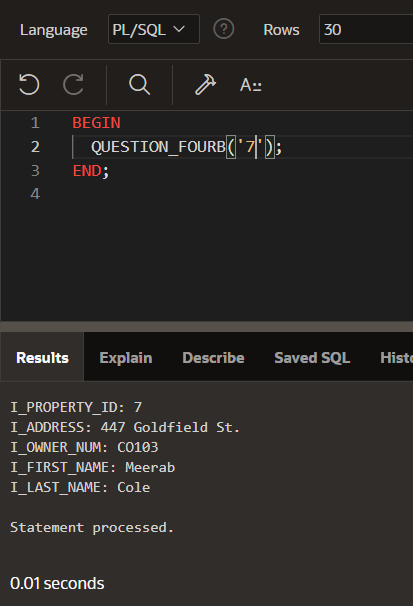 Language PL/SQL Rows 30
A::
1 BEGIN
2 QUESTION_FOURB('7');
3 END;
4
Results Explain Describe Saved SQL Hist
I_PROPERTY_ID: 7
I_ADDRESS: 447 Goldfield St.
I_OWNER_NUM: CO103
I_FIRST_NAME: Meerab
I_LAST_NAME: Cole
Statement processed.
0.01 seconds